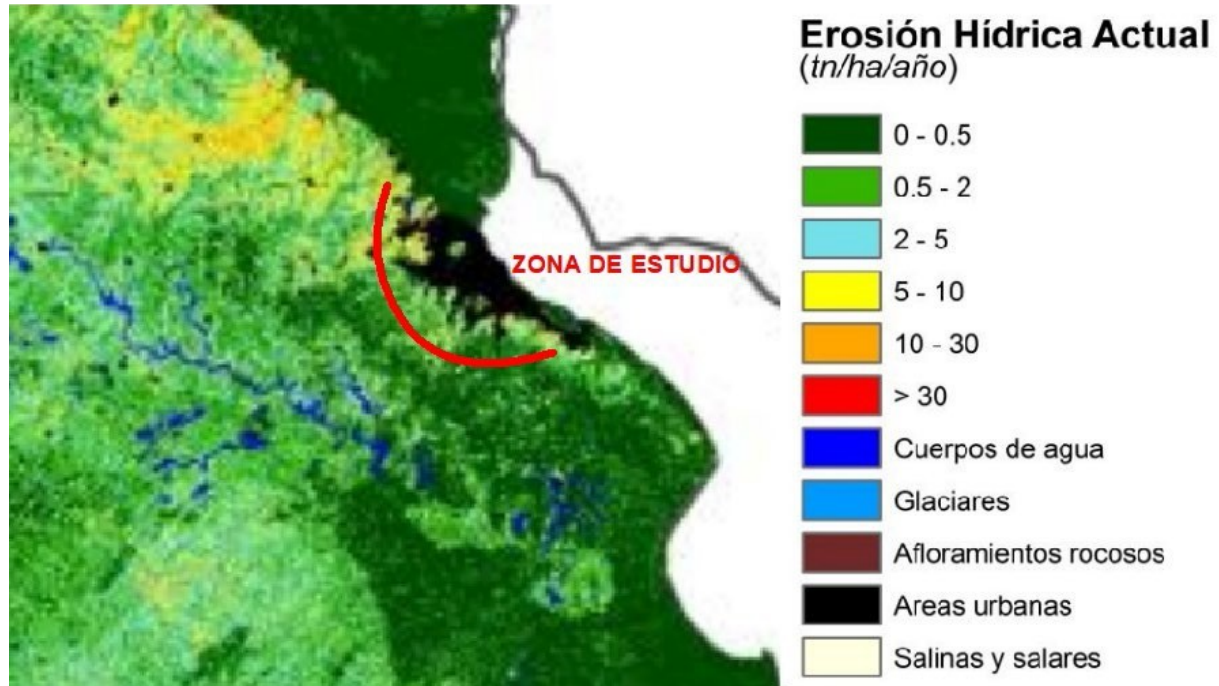 Erosión Hídrica Actual
(tn/ha/año)
0 - 0.5
0.5 - 2
2 - 5
ZONA DE ESTUDIO
5 - 10
10 - 30
> 30
Cuerpos de agua
Glaciares
Afloramientos rocosos
Areas urbanas
Salinas y salares